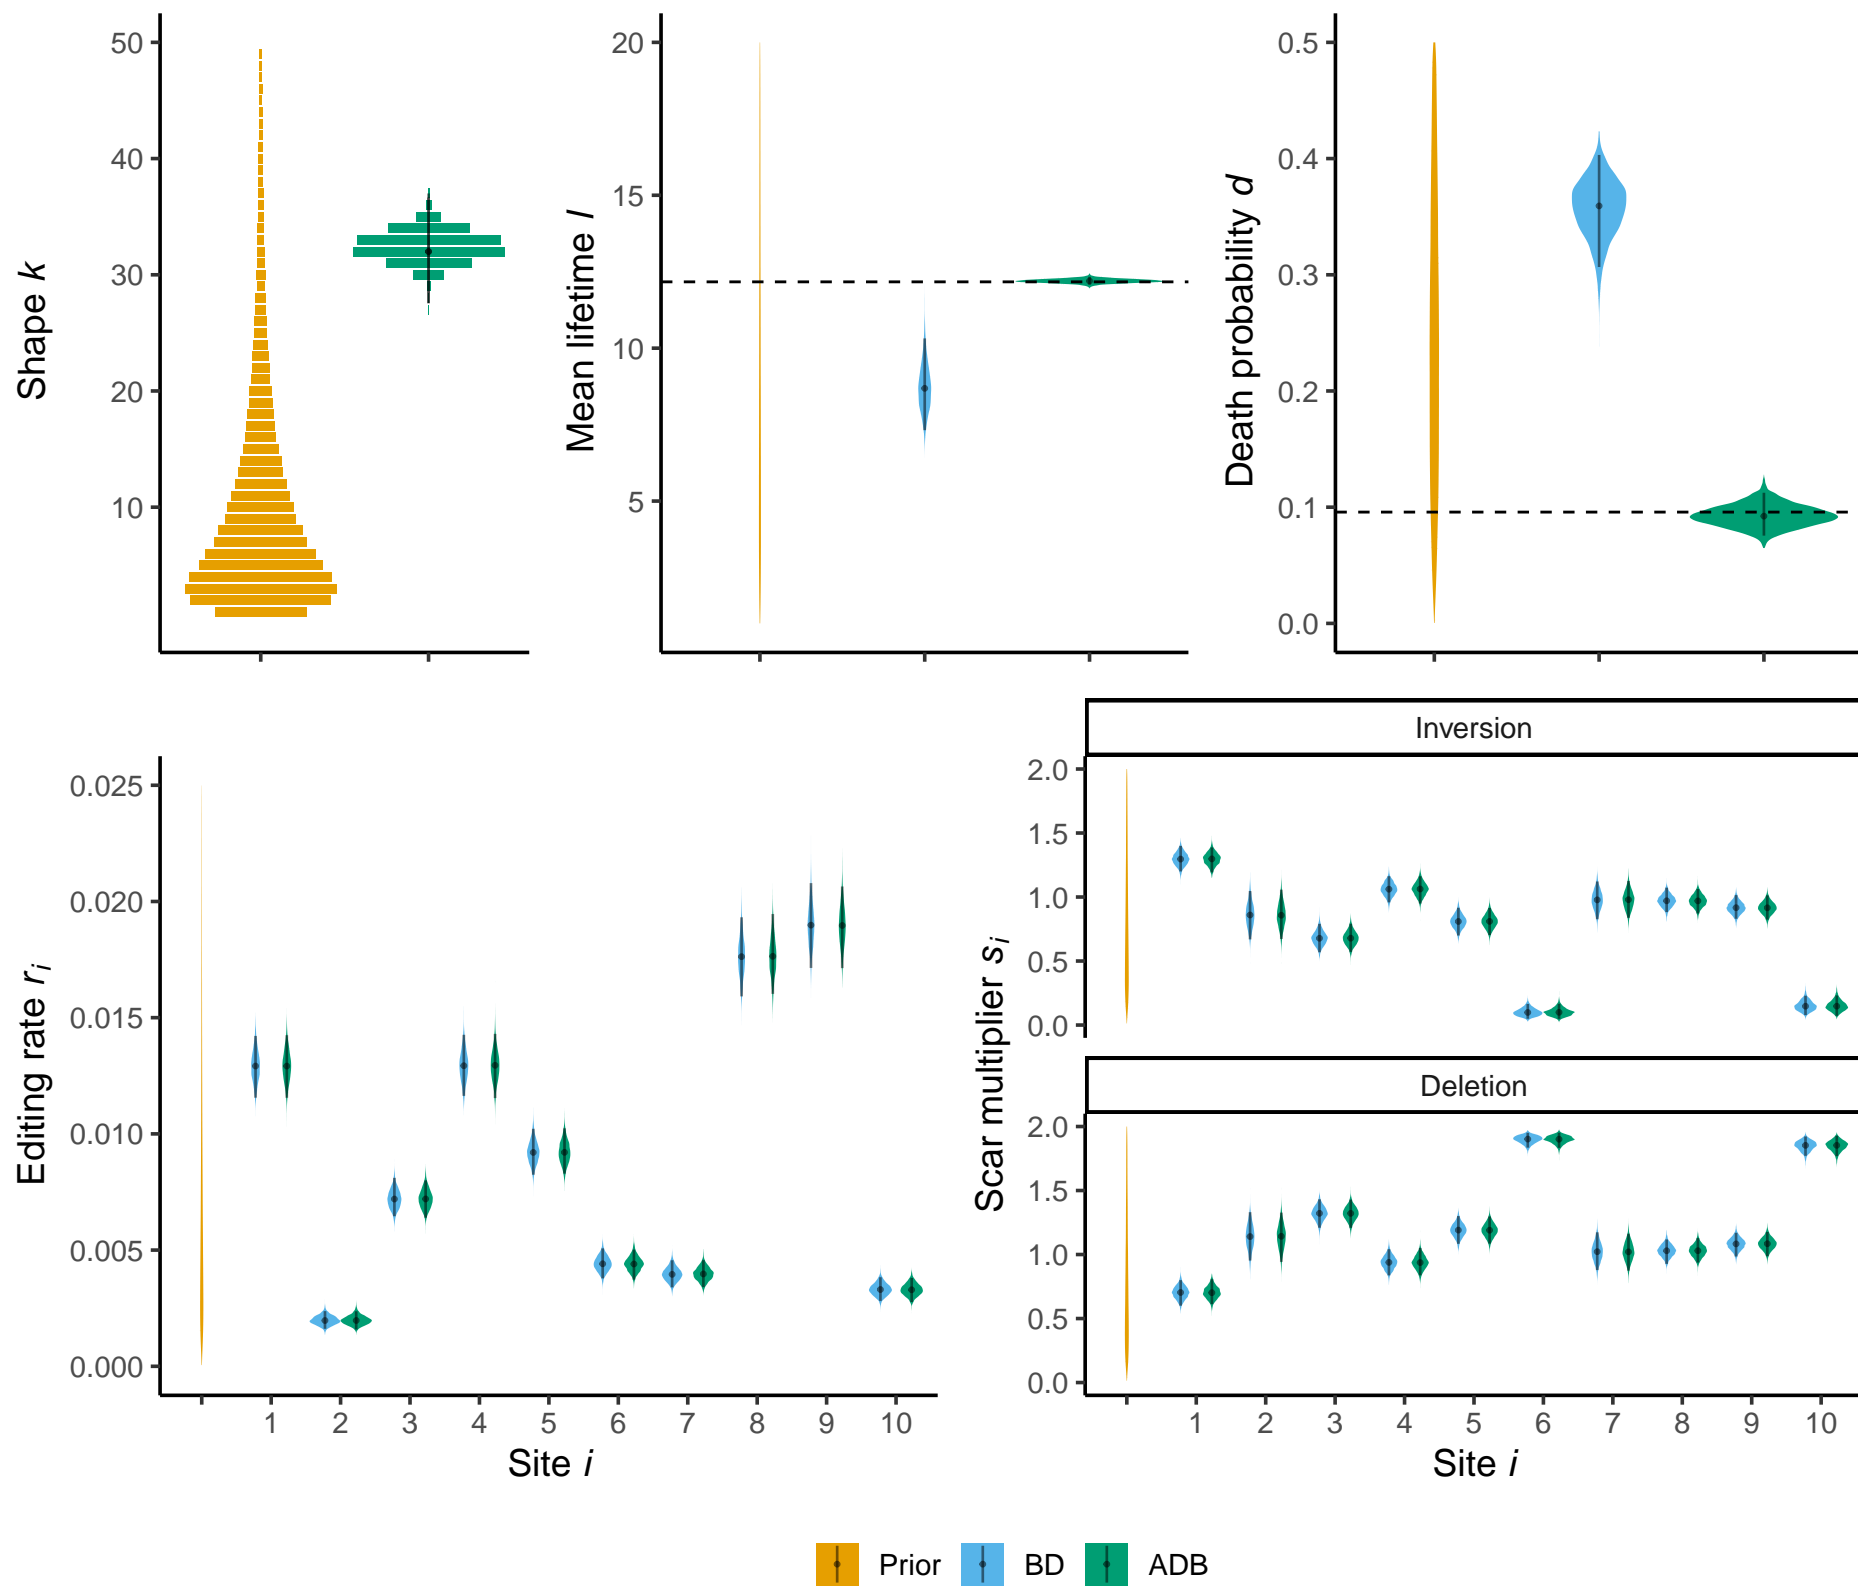 Shape k
50
40
30
20
10
Mean lifetime l
20
15
10
5
Death probability d
0.5
0.4
0.3
0.2
0.1
0.0
Editing rate r_i
0.025
0.020
0.015
0.010
0.005
0.000
1 2 3 4 5 6 7 8 9 10
Site i
Scar multiplier s_i
Inversion
2.0
1.5
1.0
0.5
0.0
Deletion
2.0
1.5
1.0
0.5
0.0
1 2 3 4 5 6 7 8 9 10
Site i
Prior BD ADB